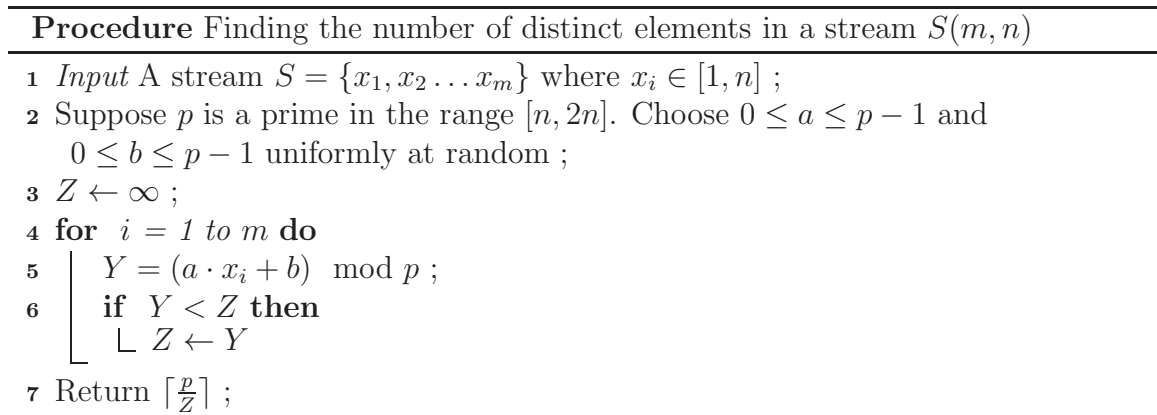 Procedure Finding the number of distinct elements in a stream S(m, n)
1 Input A stream S = {x₁, x₂ … xₘ} where xᵢ ∈ [1, n] ;
2 Suppose p is a prime in the range [n, 2n]. Choose 0 ≤ a ≤ p − 1 and
0 ≤ b ≤ p − 1 uniformly at random ;
3 Z ← ∞ ;
4 for i = 1 to m do
5 Y = (a · xᵢ + b) mod p ;
6 if Y < Z then
Z ← Y
7 Return ⌈p/Z⌉ ;